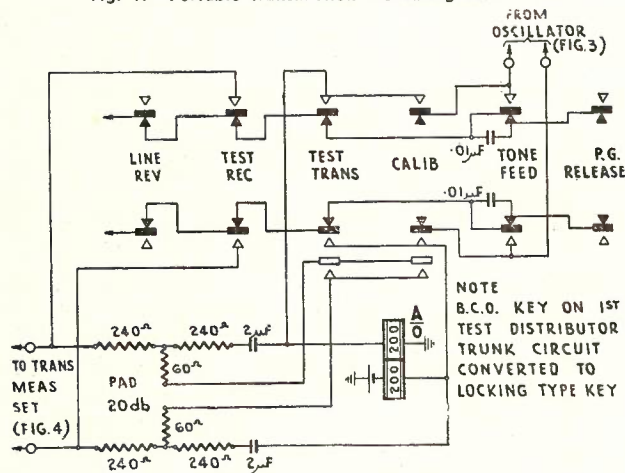 FROM
OSCILLATOR
(FIG.3)
LINE
REV
TEST
REC
TEST
TRANS
CALIB
.01µF
TONE
FEED
P.G.
RELEASE
.01µF
NOTE
B.C.O. KEY ON 1ST
TEST DISTRIBUTOR
TRUNK CIRCUIT
CONVERTED TO
LOCKING TYPE KEY
A/O
200
200
240Ω
240Ω
2µF
60Ω
TO TRANS
MEAS
SET
(FIG.4)
PAD
20db
60Ω
240Ω
240Ω
2µF